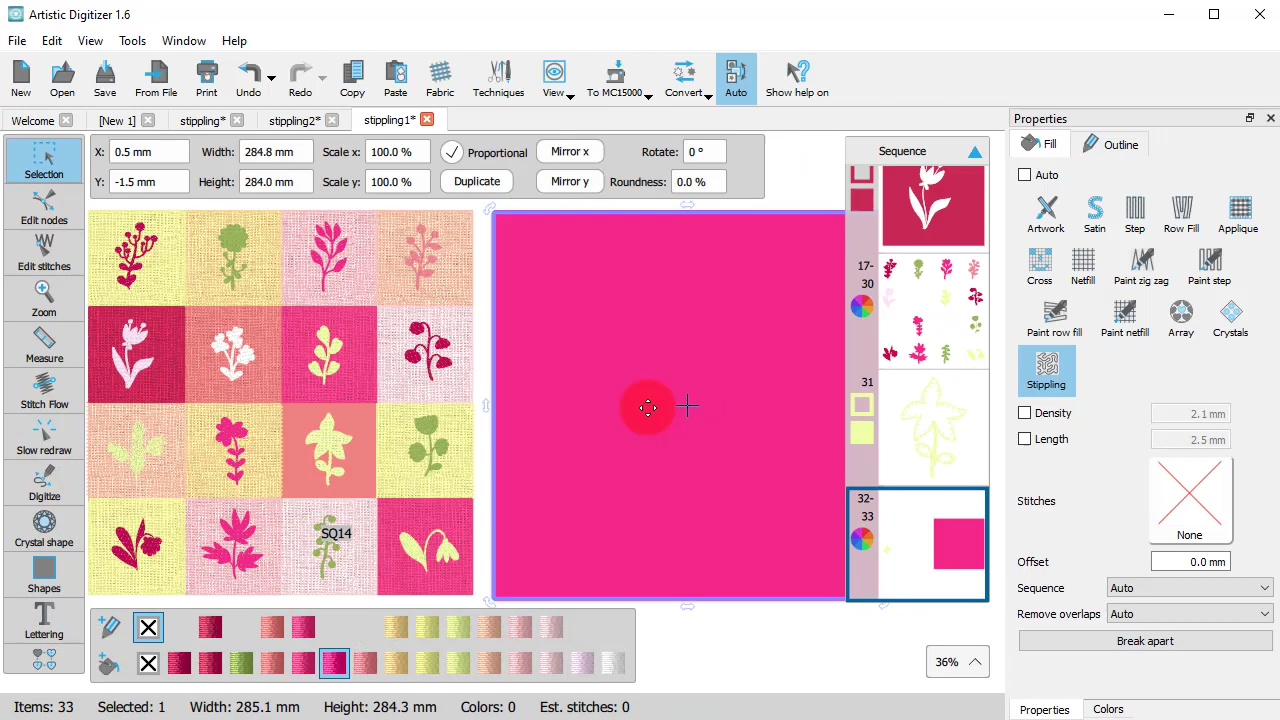 Artistic Digitizer 1.6
File Edit View Tools Window Help
New Open Save From File Print Undo Redo Copy Paste Fabric Techniques View To MC15000 Convert Auto Show help on
Welcome [New 1] stippling* stippling2* stippling1*
X: 0.5 mm Width: 284.8 mm Scale x: 100.0 % Proportional Mirror x Rotate: 0 °
Y: -1.5 mm Height: 284.0 mm Scale y: 100.0 % Duplicate Mirror y Roundness: 0.0 %
Selection
Edit nodes
Edit stitches
Zoom
Measure
Stitch Flow
Slow redraw
Digitize
Crystal shape
Shapes
Lettering
SQ14
Sequence
17-
30
31
32-
33
36%
Properties
Fill Outline
Auto
Artwork Satin Step Row Fill Applique
Cross Netfill Paint zig zag Paint step
Paint row fill Paint netfill Array Crystals
Stippling
Density 2.1 mm
Length 2.5 mm
Stitches None
Offset 0.0 mm
Sequence Auto
Remove overlaps Auto
Break apart
Properties Colors
Items: 33 Selected: 1 Width: 285.1 mm Height: 284.3 mm Colors: 0 Est. stitches: 0